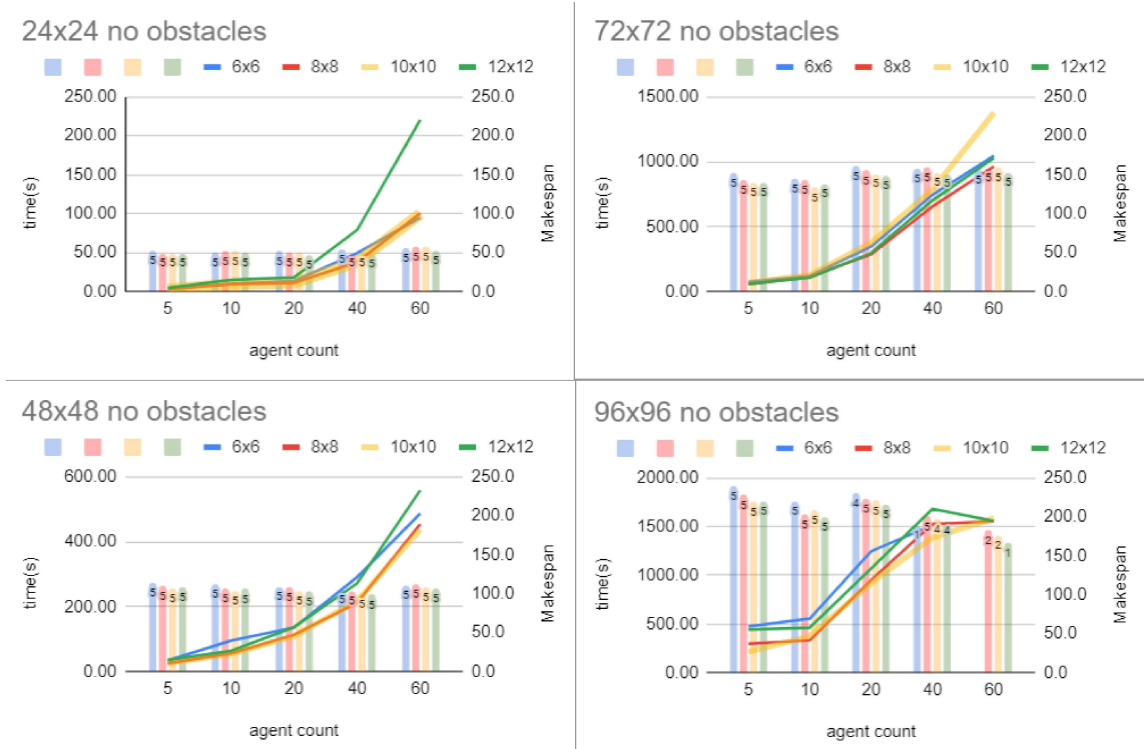 24x24 no obstacles
6x6 8x8 10x10 12x12
250.00 250.0
200.00 200.0
150.00 150.0
100.00 100.0
50.00 50.0
0.00 0.0
time(s)
Makespan
5 5 5 5 5 5 5 5 5 5 5 5 5 5 5 5 5 5 5 5
5 10 20 40 60
agent count
72x72 no obstacles
6x6 8x8 10x10 12x12
1500.00 250.0
200.0
1000.00 150.0
500.00 100.0
50.0
0.00 0.0
time(s)
Makespan
5 5 5 5 5 5 5 5 5 5 5 5 5 5 5 5 5 5 5 5
5 10 20 40 60
agent count
48x48 no obstacles
6x6 8x8 10x10 12x12
600.00 250.0
200.0
400.00 150.0
200.00 100.0
50.0
0.00 0.0
time(s)
Makespan
5 5 5 5 5 5 5 5 5 5 5 5 5 5 5 5 5 5 5 5
5 10 20 40 60
agent count
96x96 no obstacles
6x6 8x8 10x10 12x12
2000.00 250.0
1500.00 200.0
150.0
1000.00 100.0
500.00 50.0
0.00 0.0
time(s)
Makespan
5 5 5 5 5 5 5 5 4 5 5 5 1 5 4 4 2 2 1
5 10 20 40 60
agent count